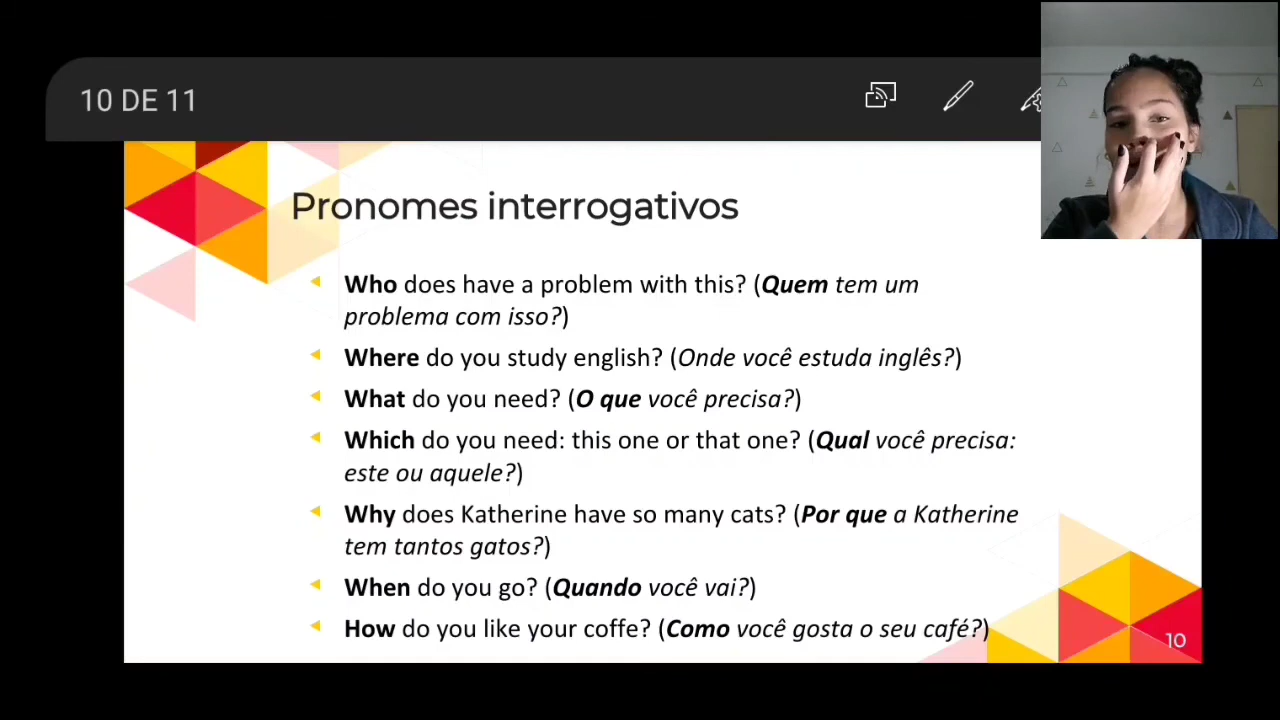 10 DE 11
Pronomes interrogativos
Who does have a problem with this? (Quem tem um
problema com isso?)
Where do you study english? (Onde você estuda inglês?)
What do you need? (O que você precisa?)
Which do you need: this one or that one? (Qual você precisa:
este ou aquele?)
Why does Katherine have so many cats? (Por que a Katherine
tem tantos gatos?)
When do you go? (Quando você vai?)
How do you like your coffe? (Como você gosta o seu café?)
10